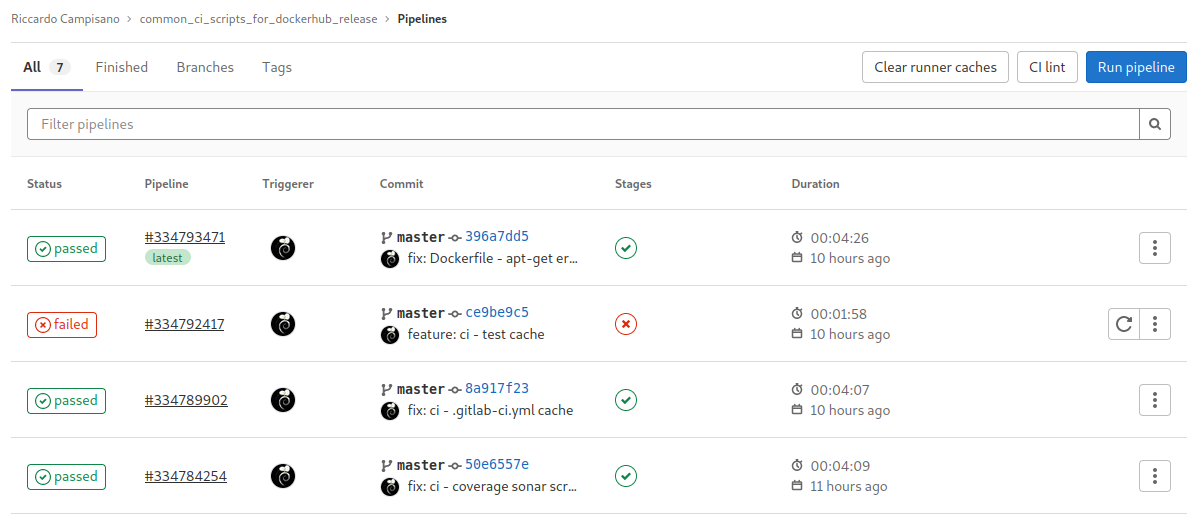 Riccardo Campisano > common_ci_scripts_for_dockerhub_release > Pipelines
All 7 Finished Branches Tags Clear runner caches CI lint Run pipeline
Filter pipelines
Status Pipeline Triggerer Commit Stages Duration
passed #334793471 master 396a7dd5 00:04:26
latest fix: Dockerfile - apt-get er... 10 hours ago
failed #334792417 master ce9be9c5 00:01:58
feature: ci - test cache 10 hours ago
passed #334789902 master 8a917f23 00:04:07
fix: ci - .gitlab-ci.yml cache 10 hours ago
passed #334784254 master 50e6557e 00:04:09
fix: ci - coverage sonar scr... 11 hours ago